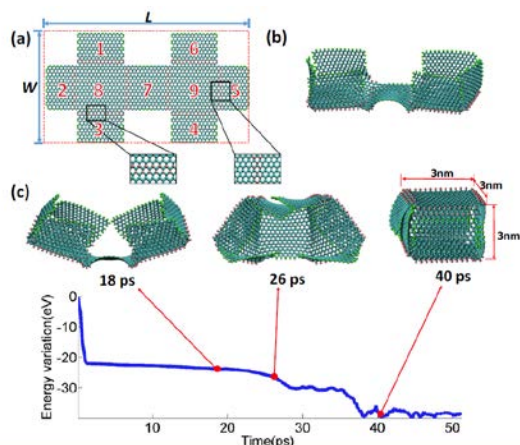 L
(a)
W
1
6
2
8
7
9
5
3
4
(b)
(c)
3nm
3nm
3nm
18 ps
26 ps
40 ps
Energy variation(eV)
0
-10
-20
-30
10
20
30
40
50
Time(ps)